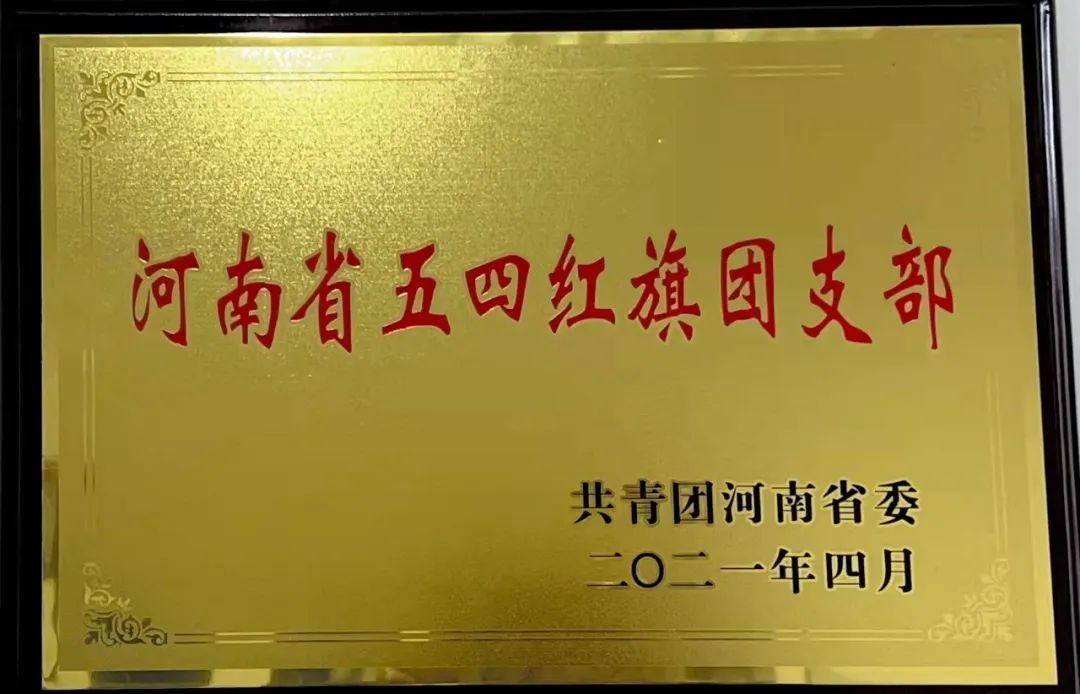 河南省五四红旗团支部
共青团河南省委
二〇二一年四月